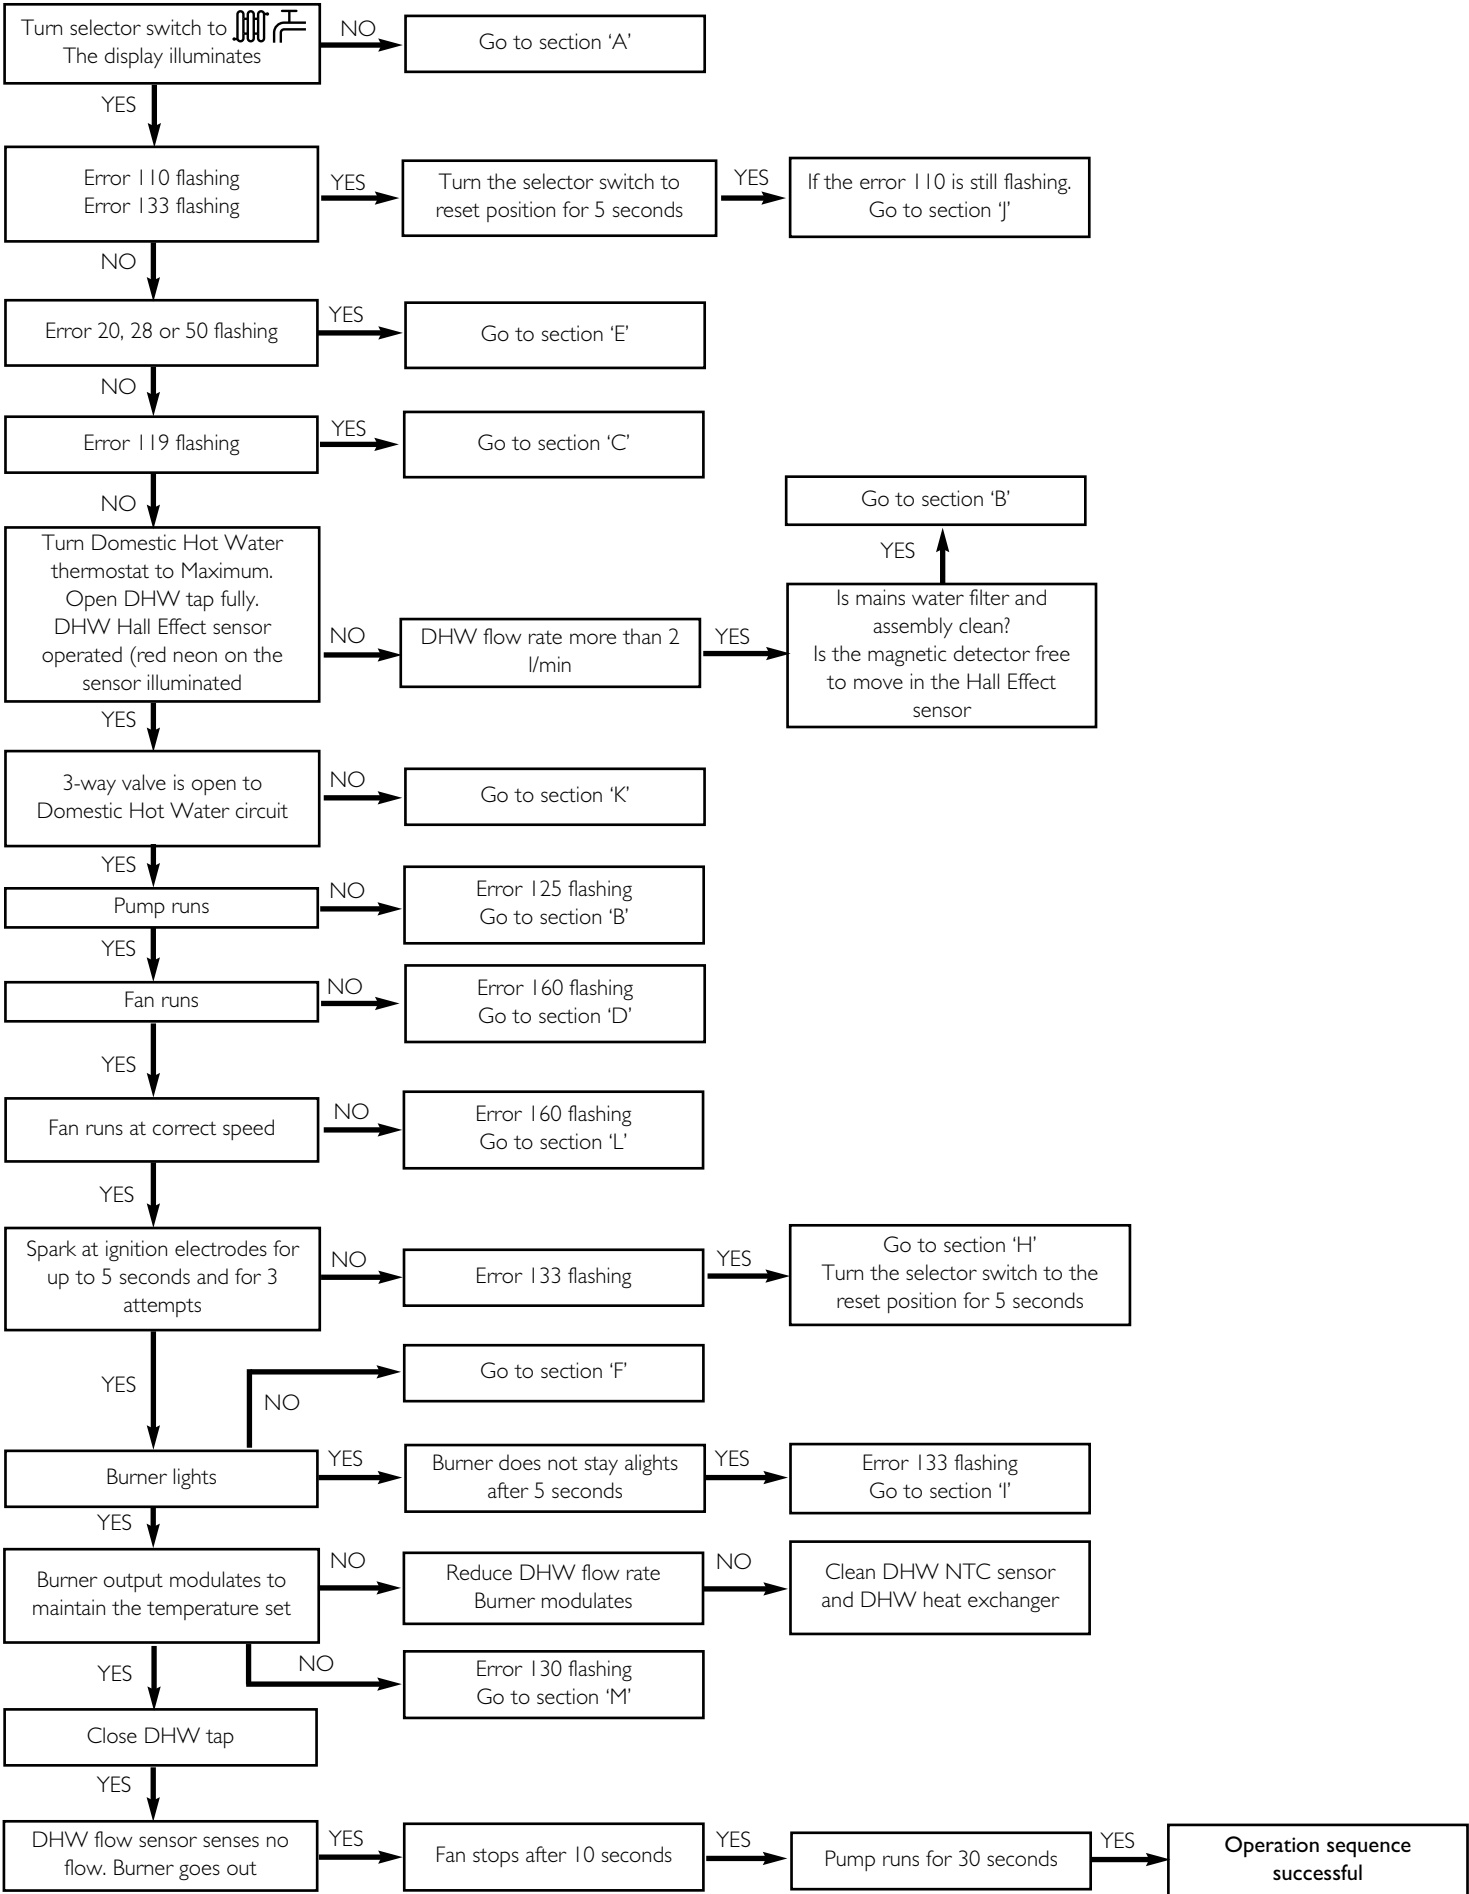 Turn selector switch to
The display illuminates
NO
Go to section ‘A’
YES
Error 110 flashing
Error 133 flashing
YES
Turn the selector switch to
reset position for 5 seconds
YES
If the error 110 is still flashing.
Go to section ‘J’
NO
Error 20, 28 or 50 flashing
YES
Go to section ‘E’
NO
Error 119 flashing
YES
Go to section ‘C’
NO
Turn Domestic Hot Water
thermostat to Maximum.
Open DHW tap fully.
DHW Hall Effect sensor
operated (red neon on the
sensor illuminated
NO
DHW flow rate more than 2
l/min
YES
Is mains water filter and
assembly clean?
Is the magnetic detector free
to move in the Hall Effect
sensor
YES
Go to section ‘B’
YES
3-way valve is open to
Domestic Hot Water circuit
NO
Go to section ‘K’
YES
Pump runs
NO
Error 125 flashing
Go to section ‘B’
YES
Fan runs
NO
Error 160 flashing
Go to section ‘D’
YES
Fan runs at correct speed
NO
Error 160 flashing
Go to section ‘L’
YES
Spark at ignition electrodes for
up to 5 seconds and for 3
attempts
NO
Error 133 flashing
YES
Go to section ‘H’
Turn the selector switch to the
reset position for 5 seconds
YES
NO
Go to section ‘F’
Burner lights
YES
Burner does not stay alights
after 5 seconds
YES
Error 133 flashing
Go to section ‘I’
YES
Burner output modulates to
maintain the temperature set
NO
Reduce DHW flow rate
Burner modulates
NO
Clean DHW NTC sensor
and DHW heat exchanger
NO
Error 130 flashing
Go to section ‘M’
YES
Close DHW tap
YES
DHW flow sensor senses no
flow. Burner goes out
YES
Fan stops after 10 seconds
YES
Pump runs for 30 seconds
YES
Operation sequence
successful